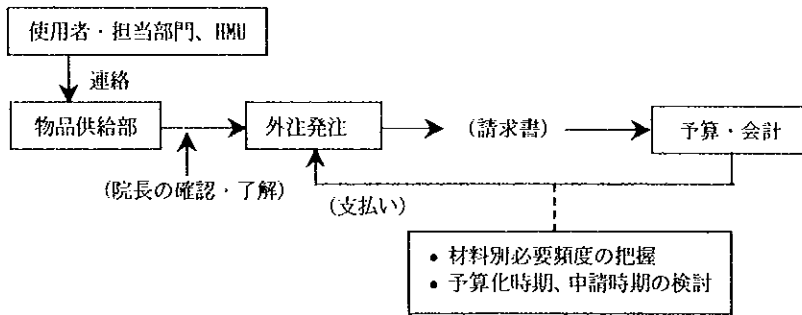 使用者・担当部門、HMU
連絡
物品供給部
外注発注
(請求書)
予算・会計
(院長の確認・了解)
(支払い)
• 材料別必要頻度の把握
• 予算化時期、申請時期の検討